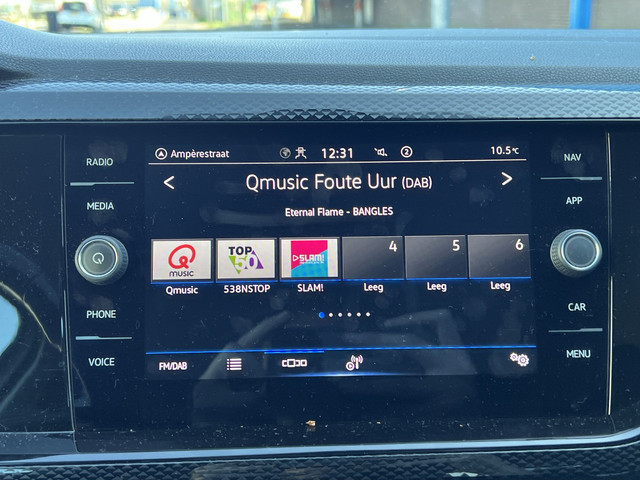 RADIO
MEDIA
PHONE
VOICE
Ampèrestraat 12:31 2 10.5°C
< Qmusic Foute Uur (DAB) >
Eternal Flame - BANGLES
Q music
TOP 50
SLAM!
4 5 6
Qmusic 538NSTOP SLAM! Leeg Leeg Leeg
FM/DAB
NAV
APP
CAR
MENU